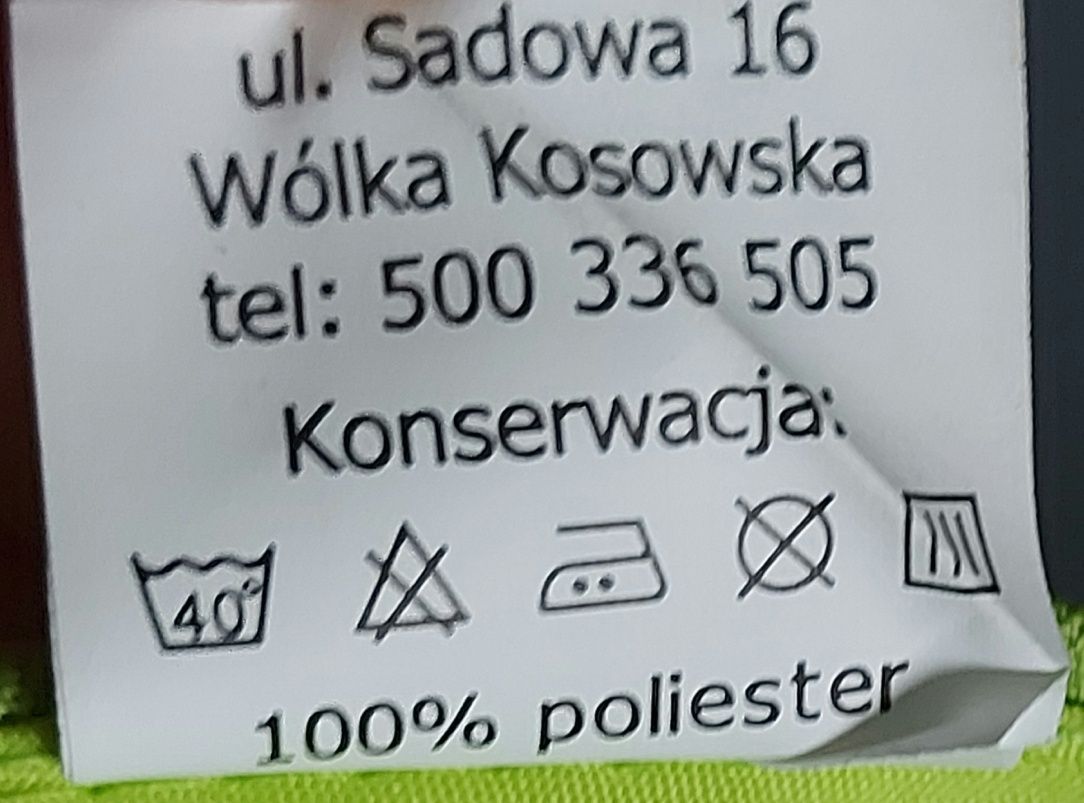 ul. Sadowa 16
Wólka Kosowska
tel: 500 336 505
Konserwacja:
40°
100% poliester